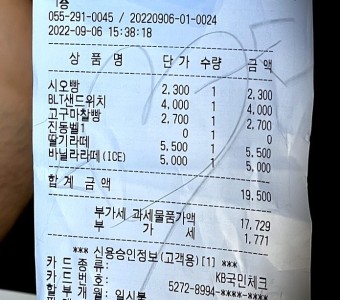 1층
055-291-0045 / 20220906-01-0024
2022-09-06 15:38:18
상 품 명 단 가 수량 금 액
시오빵 2,300 1 2,300
BLT샌드위치 4,000 1 4,000
고구마찰빵 2,700 1 2,700
진동벨1 0 1 0
딸기라떼 5,500 1 5,500
바닐라라떼(ICE) 5,000 1 5,000
합계 금액 19,500
부가세 과세물품가액 17,729
부 가 세 1,771
*** 신용승인정보(고객용)[1] ***
카 드 종 류: KB국민체크
카드번호: 5272-8994-****-****
할부개월: 일시불